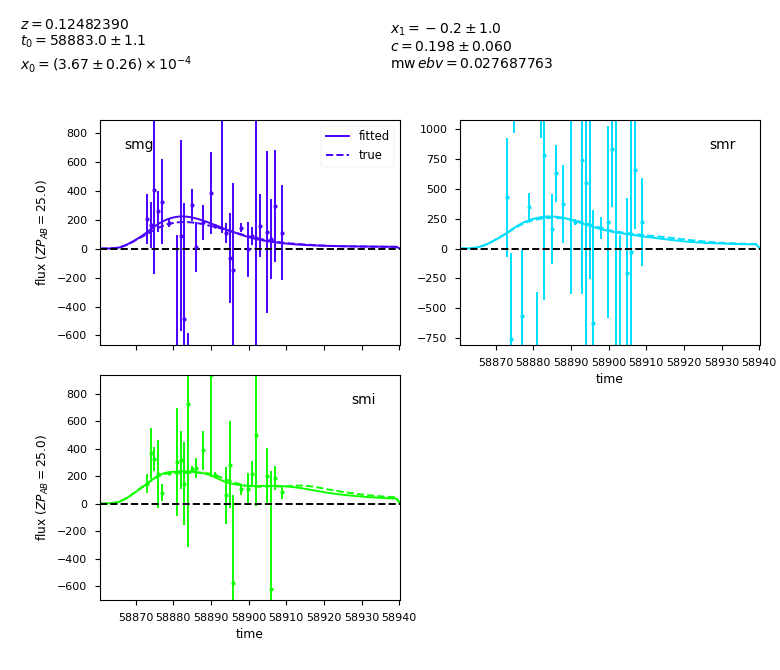 z = 0.12482390
t₀ = 58883.0 ± 1.1
x₀ = (3.67 ± 0.26) × 10⁻⁴
x₁ = −0.2 ± 1.0
c = 0.198 ± 0.060
mw ebv = 0.027687763
smg
fitted
true
800
600
400
200
0
−200
−400
−600
flux (ZP_AB = 25.0)
smr
1000
750
500
250
0
−250
−500
−750
58870 58880 58890 58900 58910 58920 58930 58940
time
smi
800
600
400
200
0
−200
−400
−600
flux (ZP_AB = 25.0)
58870 58880 58890 58900 58910 58920 58930 58940
time